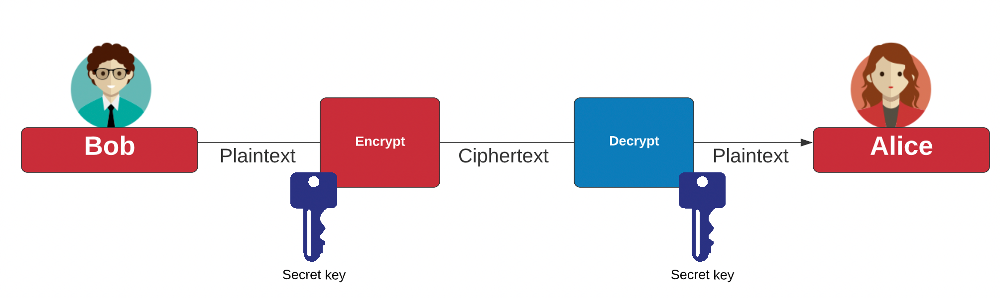 Bob
Plaintext
Encrypt
Ciphertext
Decrypt
Plaintext
Alice
Secret key
Secret key